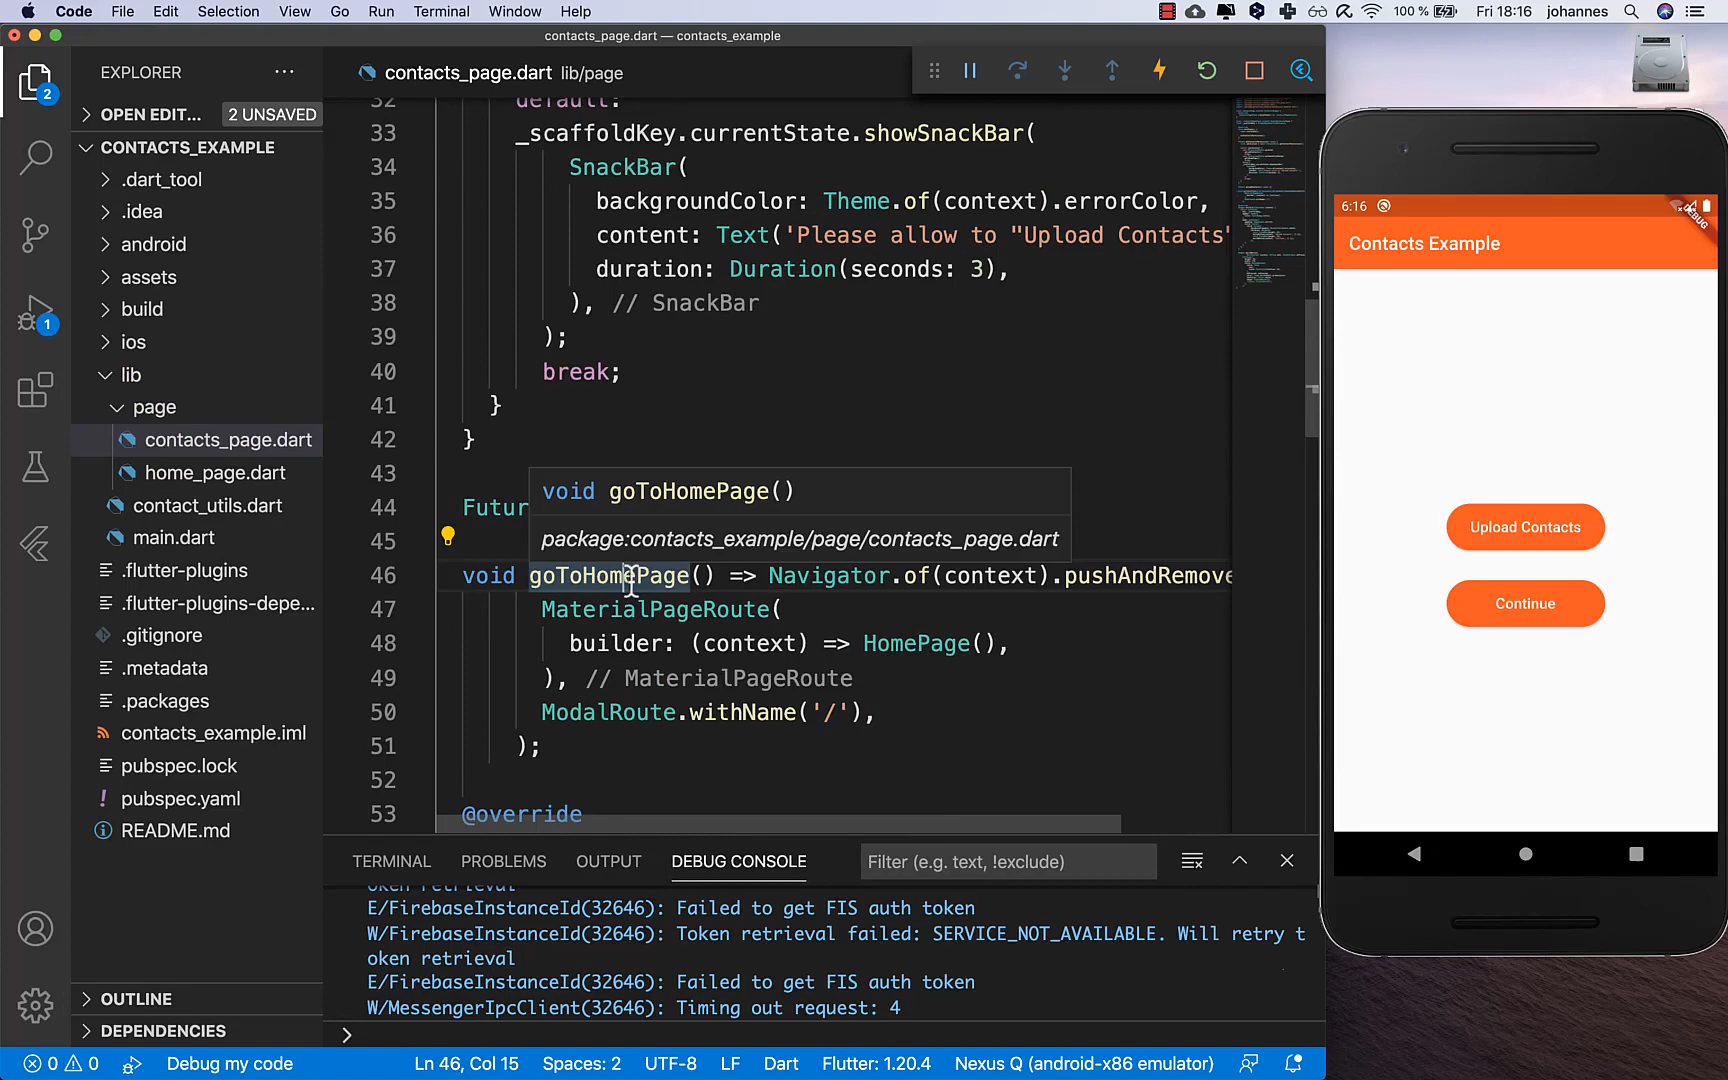 Code File Edit Selection View Go Run Terminal Window Help
100 % Fri 18:16 johannes
contacts_page.dart — contacts_example
EXPLORER
OPEN EDIT... 2 UNSAVED
CONTACTS_EXAMPLE
.dart_tool
.idea
android
assets
build
ios
lib
page
contacts_page.dart
home_page.dart
contact_utils.dart
main.dart
.flutter-plugins
.flutter-plugins-depe...
.gitignore
.metadata
.packages
contacts_example.iml
pubspec.lock
pubspec.yaml
README.md
OUTLINE
DEPENDENCIES
2
1
contacts_page.dart lib/page
32 default:
33 _scaffoldKey.currentState.showSnackBar(
34 SnackBar(
35 backgroundColor: Theme.of(context).errorColor,
36 content: Text('Please allow to "Upload Contacts"
37 duration: Duration(seconds: 3),
38 ), // SnackBar
39 );
40 break;
41 }
42 }
43
void goToHomePage()
44 Futur
45
package:contacts_example/page/contacts_page.dart
46 void goToHomePage() => Navigator.of(context).pushAndRemove
47 MaterialPageRoute(
48 builder: (context) => HomePage(),
49 ), // MaterialPageRoute
50 ModalRoute.withName('/'),
51 );
52
53 @override
TERMINAL PROBLEMS OUTPUT DEBUG CONSOLE Filter (e.g. text, !exclude)
oken retrieval
E/FirebaseInstanceId(32646): Failed to get FIS auth token
W/FirebaseInstanceId(32646): Token retrieval failed: SERVICE_NOT_AVAILABLE. Will retry t
oken retrieval
E/FirebaseInstanceId(32646): Failed to get FIS auth token
W/MessengerIpcClient(32646): Timing out request: 4
0 0 Debug my code Ln 46, Col 15 Spaces: 2 UTF-8 LF Dart Flutter: 1.20.4 Nexus Q (android-x86 emulator)
6:16
DEBUG
Contacts Example
Upload Contacts
Continue